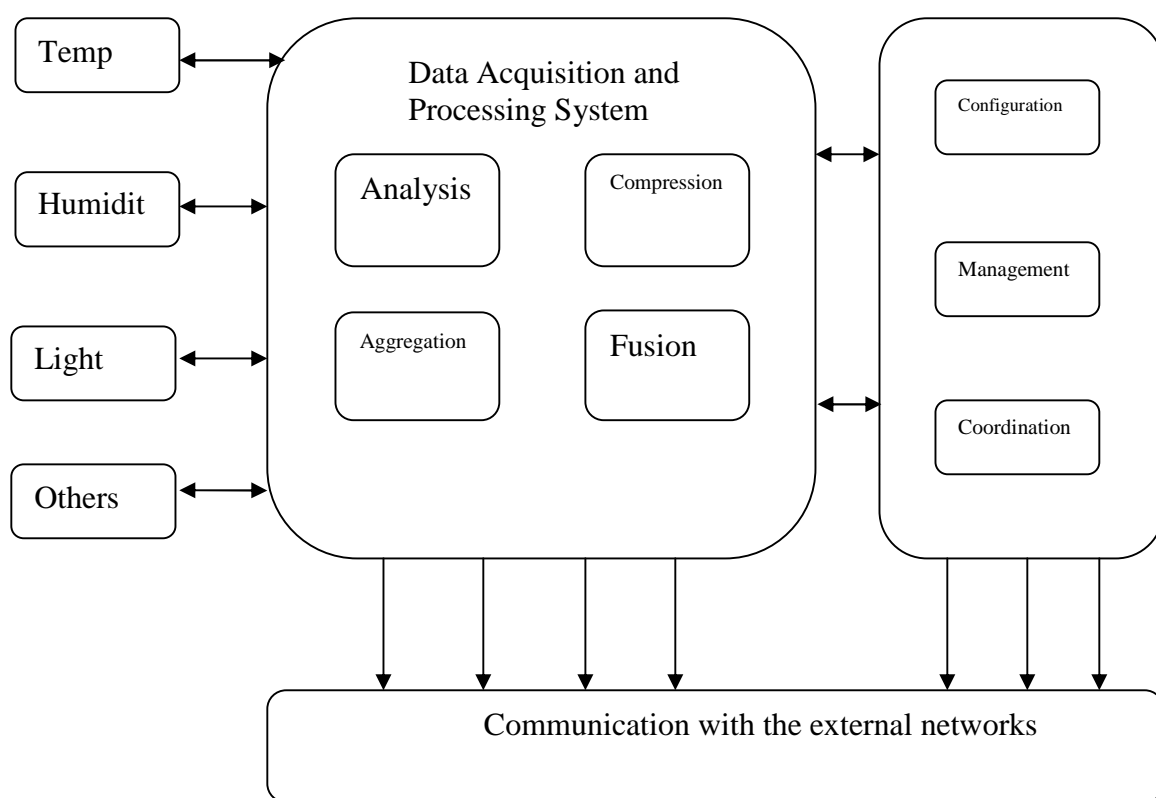 Temp
Humidit
Light
Others
Data Acquisition and
Processing System
Analysis
Compression
Aggregation
Fusion
Configuration
Management
Coordination
Communication with the external networks